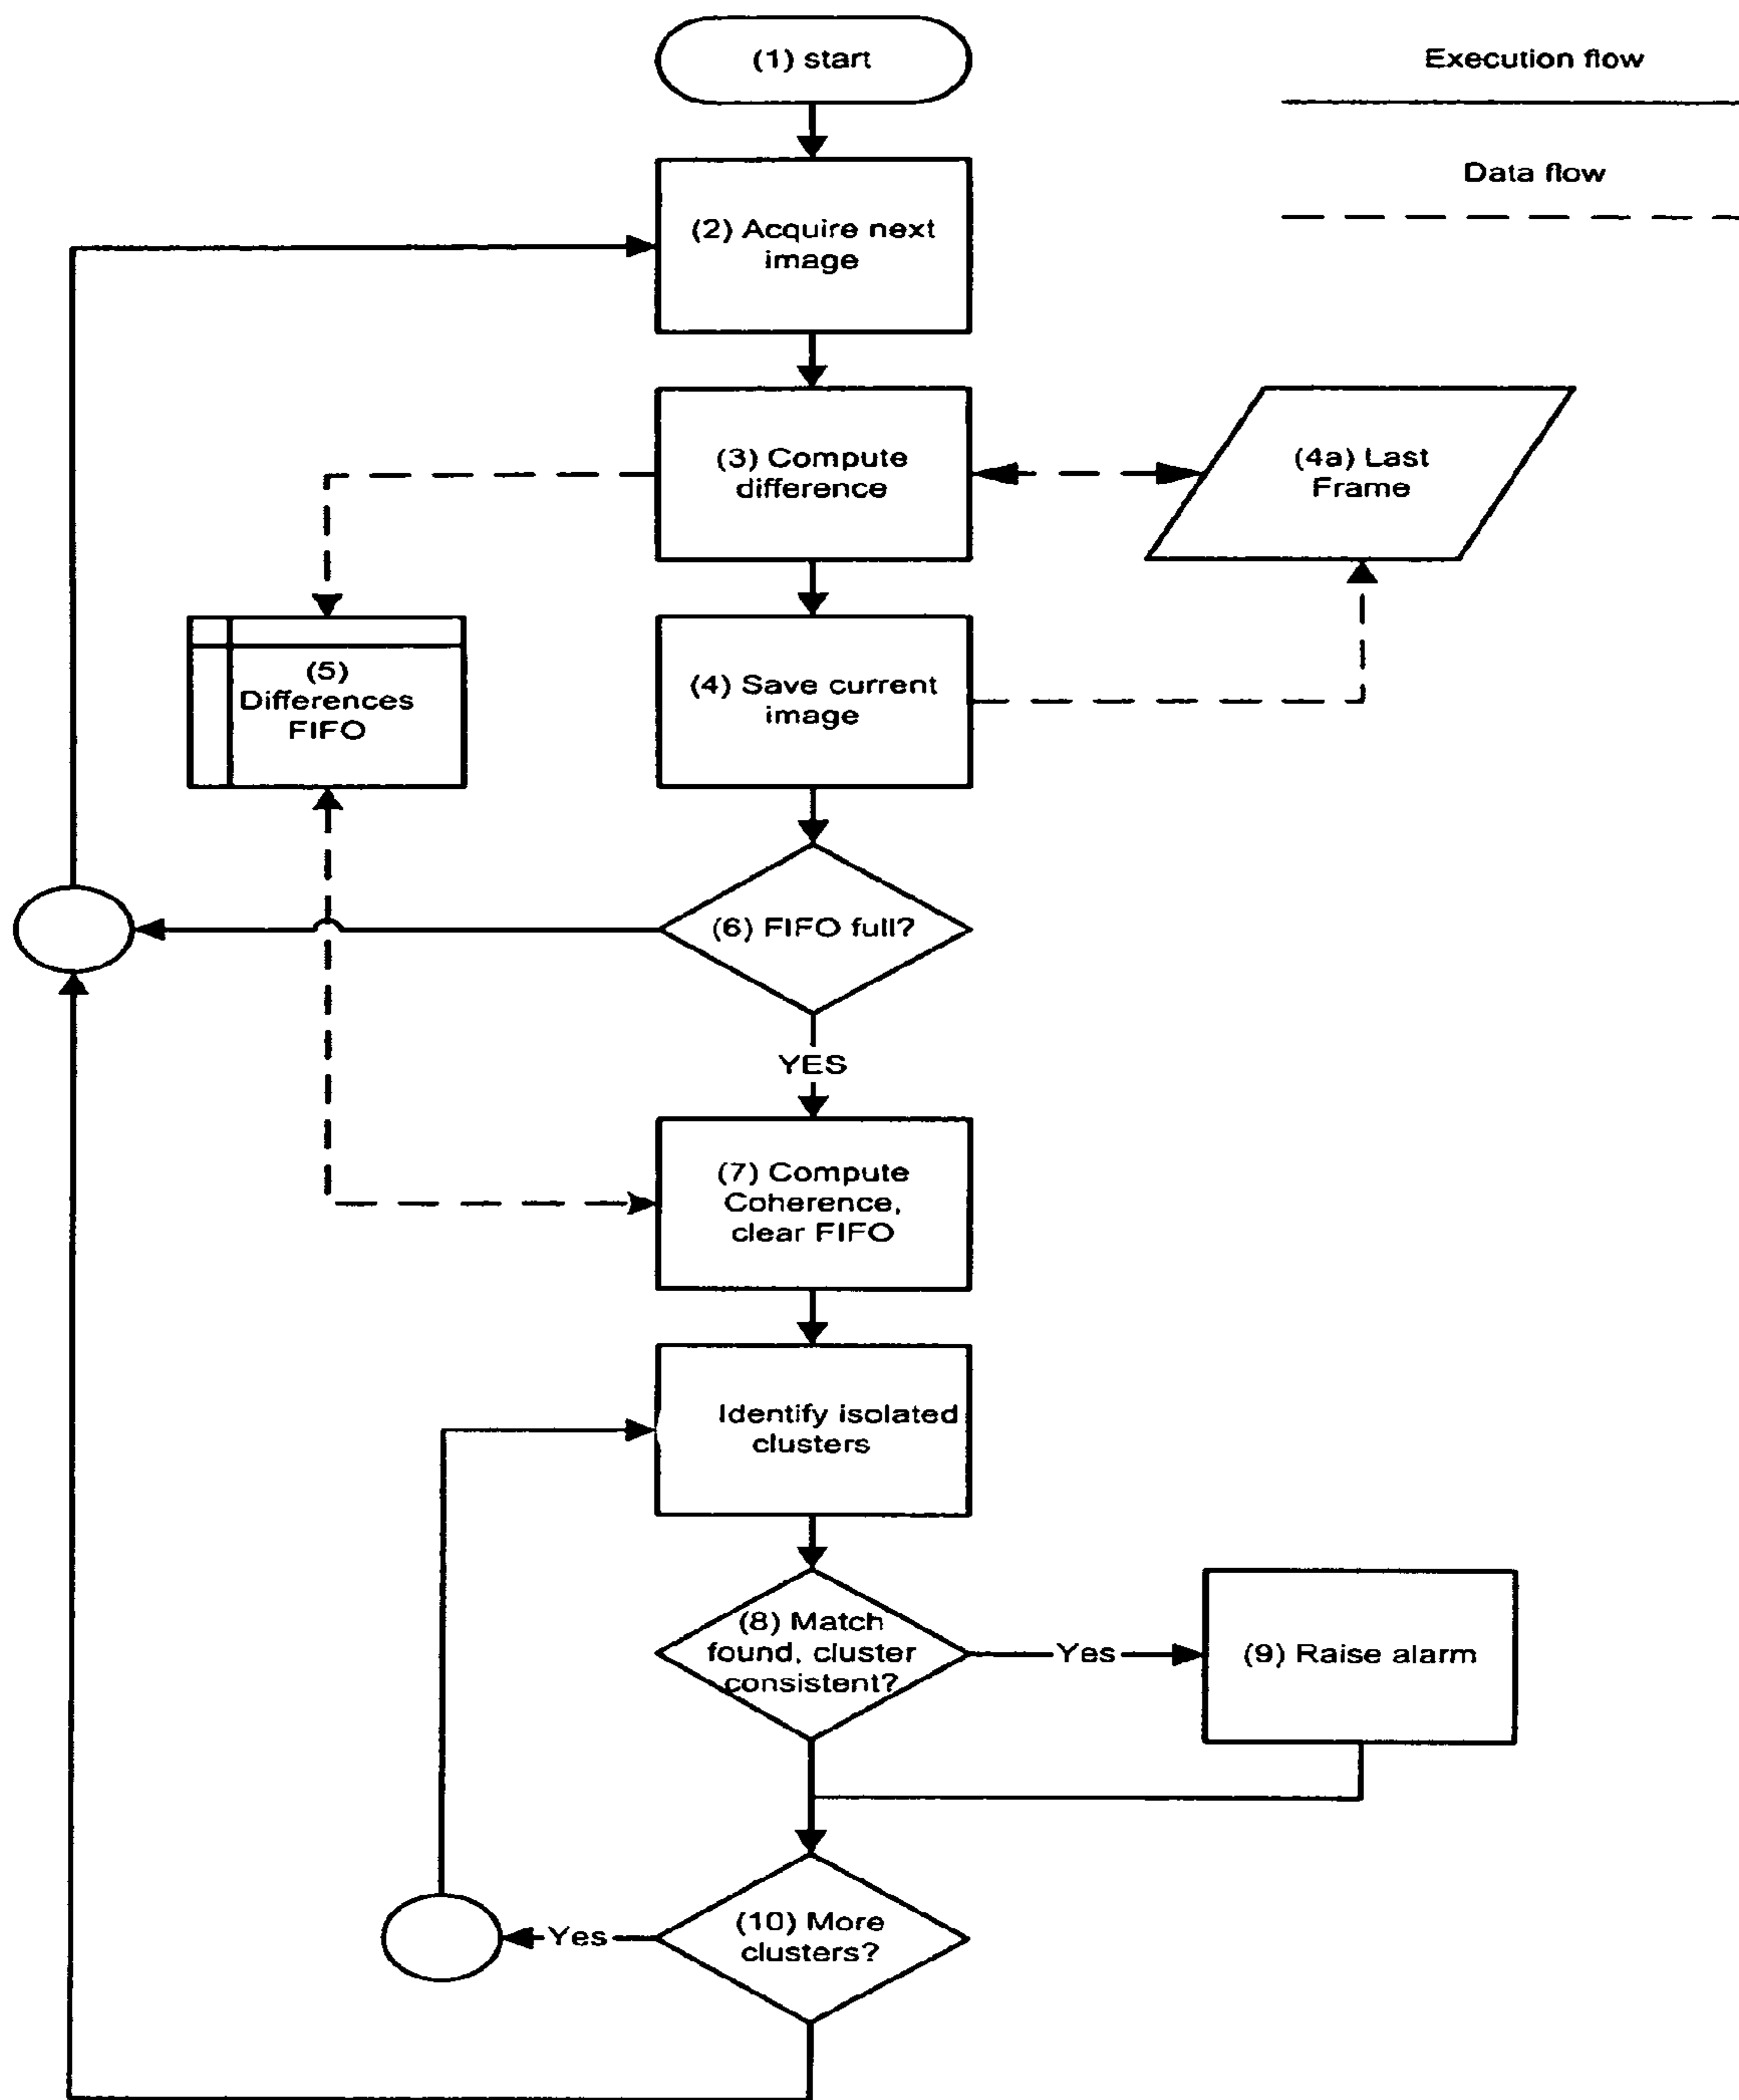 (1) start
Execution flow
Data flow
(2) Acquire next
image
(3) Compute
difference
(4a) Last
Frame
(5)
Differences
FIFO
(4) Save current
image
(6) FIFO full?
YES
(7) Compute
Coherence,
clear FIFO
Identify isolated
clusters
(8) Match
found, cluster
consistent?
Yes
(9) Raise alarm
(10) More
clusters?
Yes